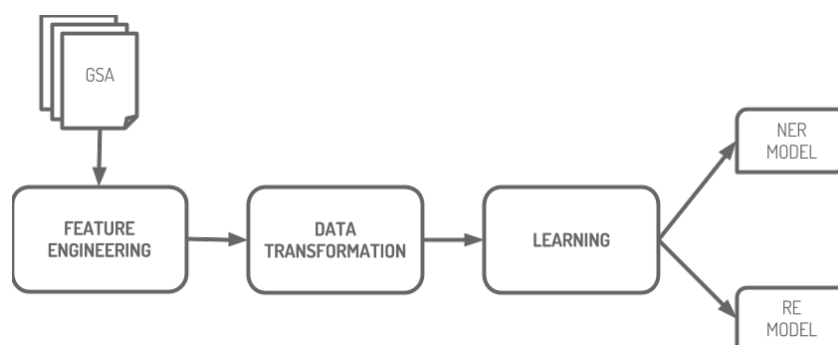 GSA
FEATURE
ENGINEERING
DATA
TRANSFORMATION
LEARNING
NER
MODEL
RE
MODEL